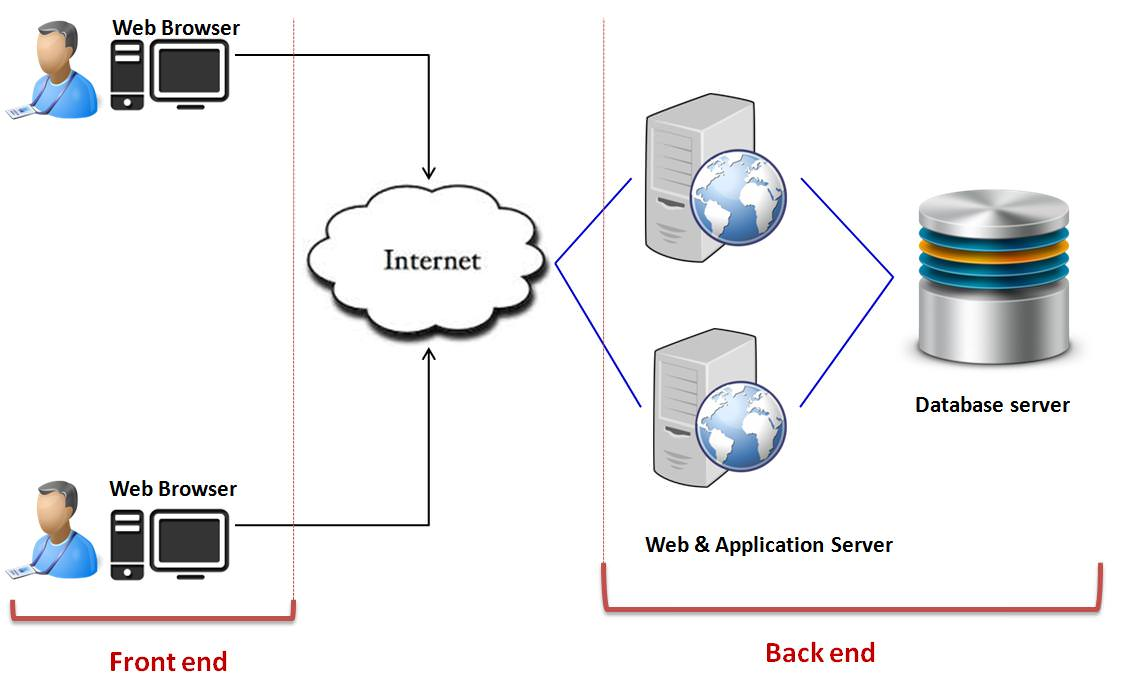 Web Browser
Internet
Web Browser
Database server
Web & Application Server
Front end
Back end